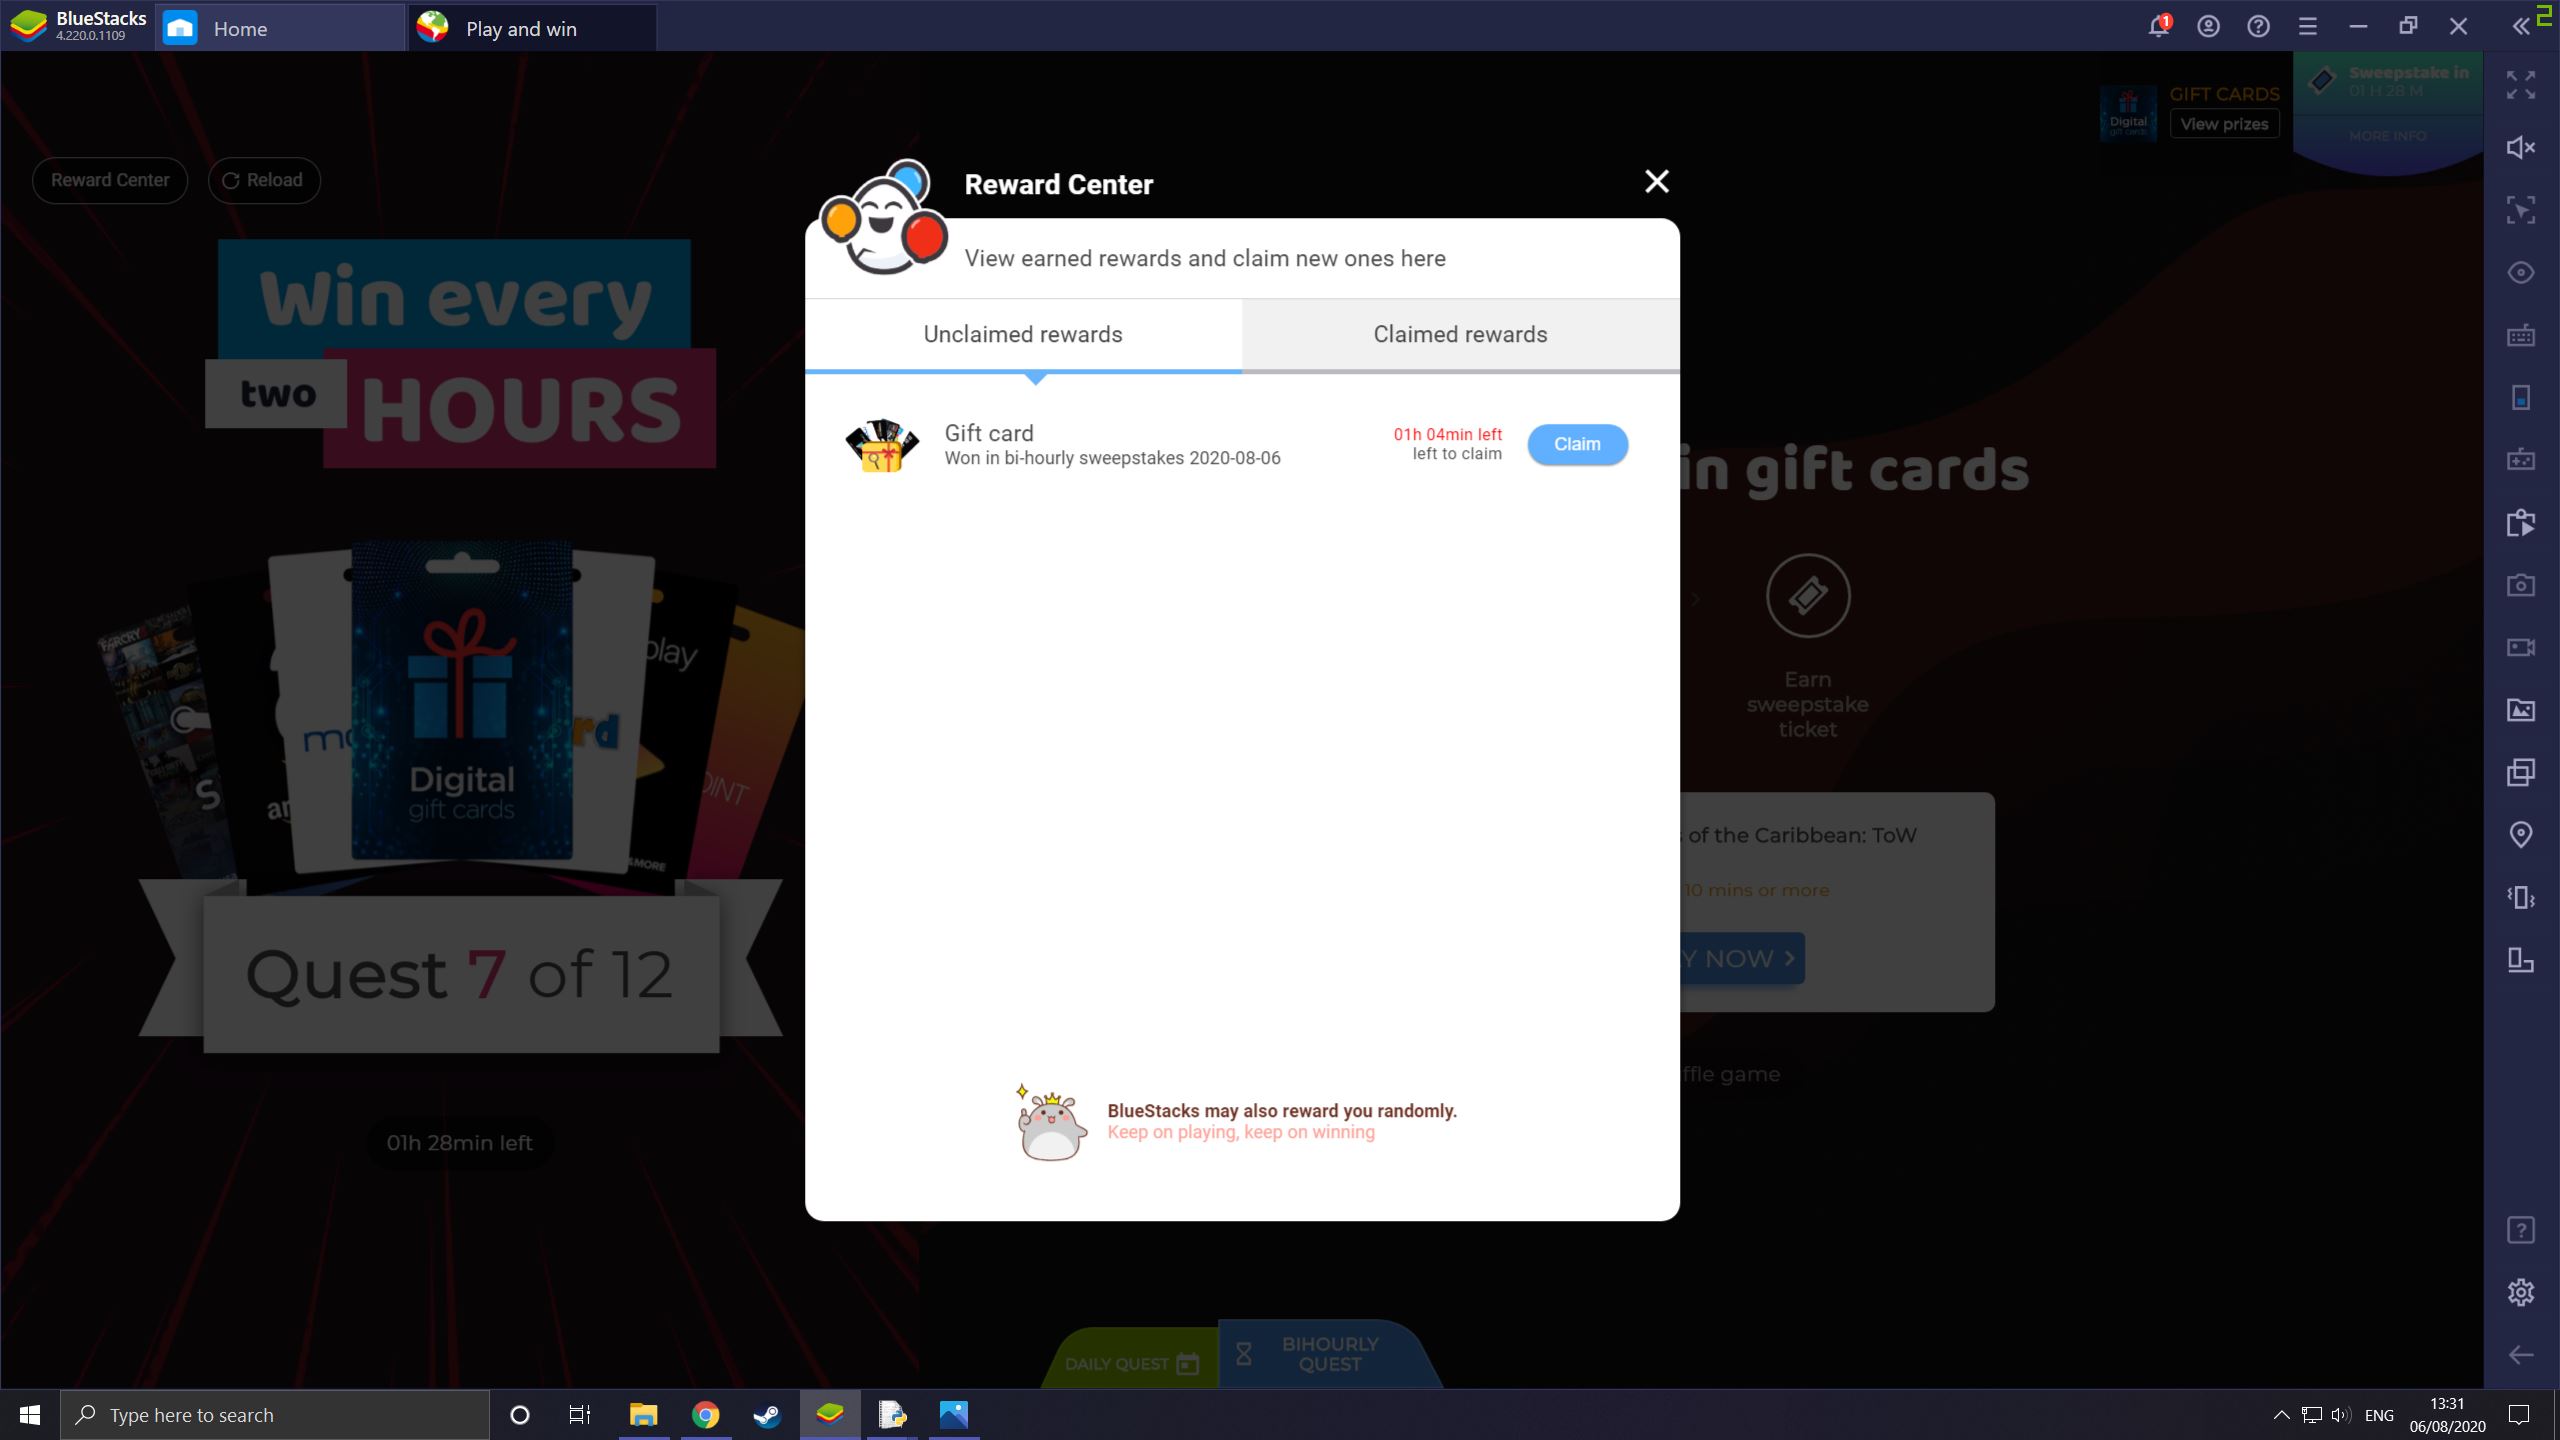 BlueStacks
4.220.0.1109
Home
Play and win
1
2
Sweepstake in
01 H 28 M
MORE INFO
Digital
gift cards
GIFT CARDS
View prizes
Reward Center
Reload
Win every
two
HOURS
Digital
gift cards
&MORE
Quest 7 of 12
01h 28min left
Reward Center
View earned rewards and claim new ones here
Unclaimed rewards
Claimed rewards
Gift card
Won in bi-hourly sweepstakes 2020-08-06
01h 04min left
left to claim
Claim
BlueStacks may also reward you randomly.
Keep on playing, keep on winning
in gift cards
Earn
sweepstake
ticket
of the Caribbean: ToW
10 mins or more
Y NOW
ffle game
DAILY QUEST
BIHOURLY
QUEST
Type here to search
ENG
13:31
06/08/2020